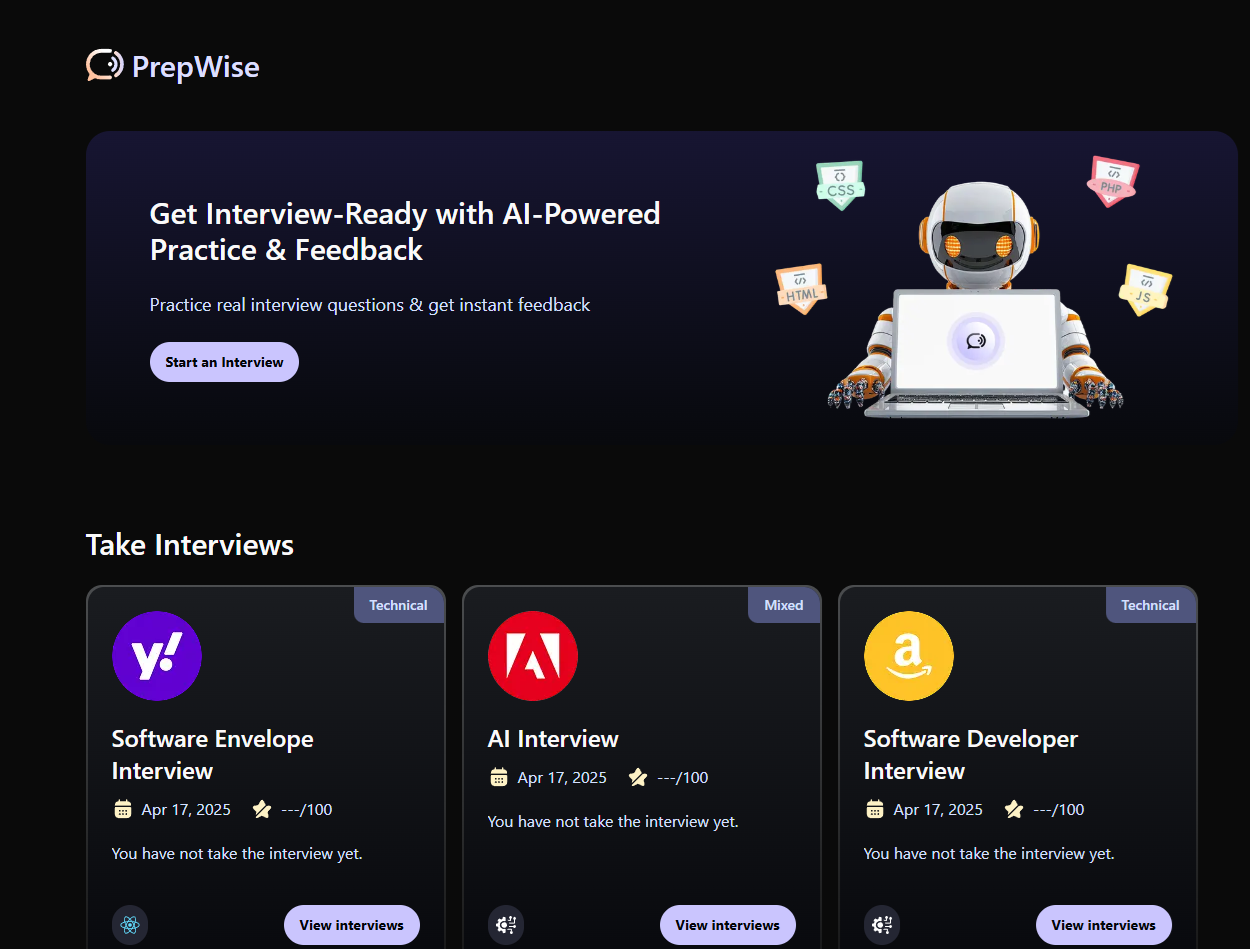 PrepWise
Get Interview-Ready with AI-Powered
Practice & Feedback
Practice real interview questions & get instant feedback
Start an Interview
CSS
PHP
HTML
JS
Take Interviews
Technical
y!
Software Envelope
Interview
Apr 17, 2025 ---/100
You have not take the interview yet.
View interviews
Mixed
AI Interview
Apr 17, 2025 ---/100
You have not take the interview yet.
View interviews
Technical
a
Software Developer
Interview
Apr 17, 2025 ---/100
You have not take the interview yet.
View interviews